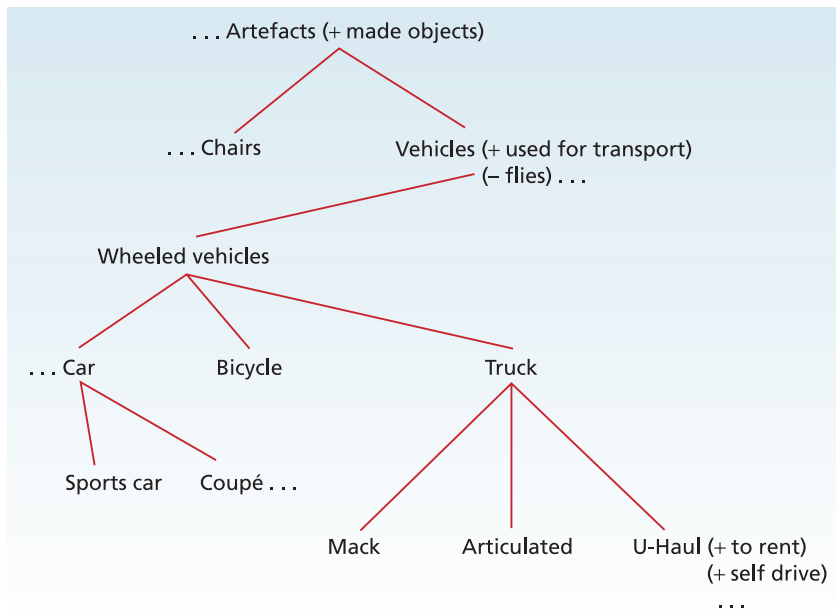 . . . Artefacts (+ made objects)
. . . Chairs
Vehicles (+ used for transport)
(– flies) . . .
Wheeled vehicles
. . . Car
Bicycle
Truck
Sports car
Coupé . . .
Mack
Articulated
U-Haul (+ to rent)
(+ self drive)
. . .